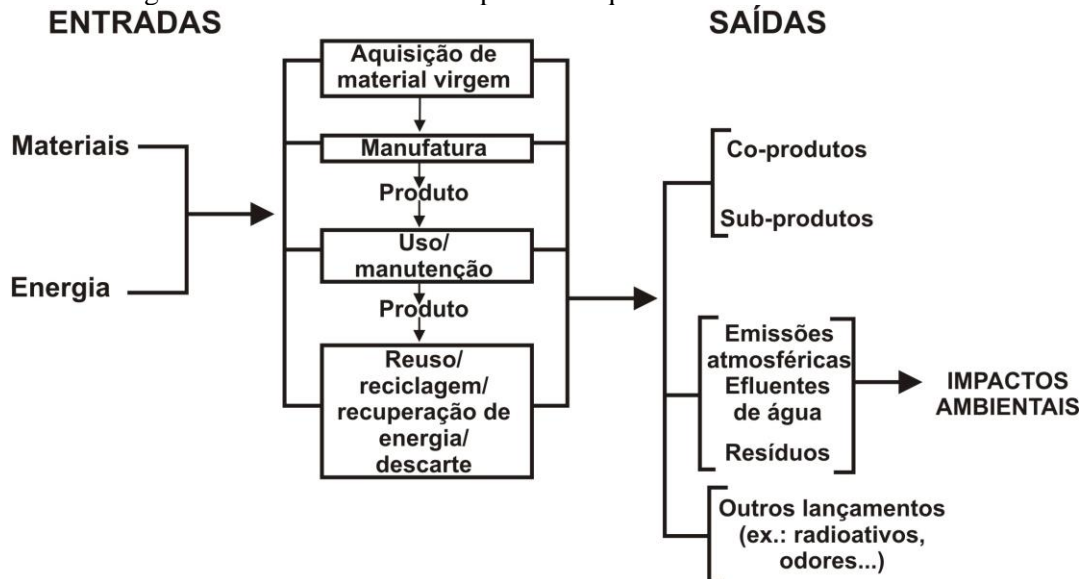 ENTRADAS
SAÍDAS
Materiais
Energia
Aquisição de
material virgem
Manufatura
Produto
Uso/
manutenção
Produto
Reuso/
reciclagem/
recuperação de
energia/
descarte
Co-produtos
Sub-produtos
Emissões
atmosféricas
Efluentes
de água
Resíduos
IMPACTOS
AMBIENTAIS
Outros lançamentos
(ex.: radioativos,
odores...)